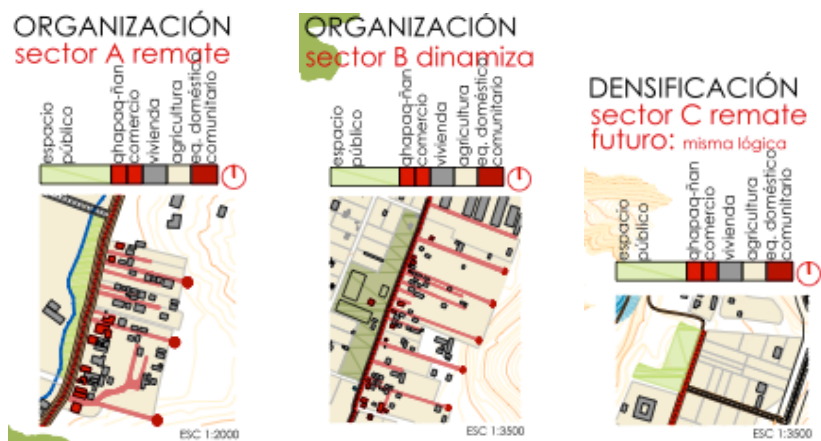 ORGANIZACIÓN
sector A remate
espacio
público
qhapaq-ñan
comercio
vivienda
agricultura
eq. doméstico
comunitario
ESC 1:2000
ORGANIZACIÓN
sector B dinamiza
espacio
público
qhapaq-ñan
comercio
vivienda
agricultura
eq. doméstico
comunitario
ESC 1:3500
DENSIFICACIÓN
sector C remate
futuro: misma lógica
espacio
público
qhapaq-ñan
comercio
vivienda
agricultura
eq. doméstico
comunitario
ESC 1:3500